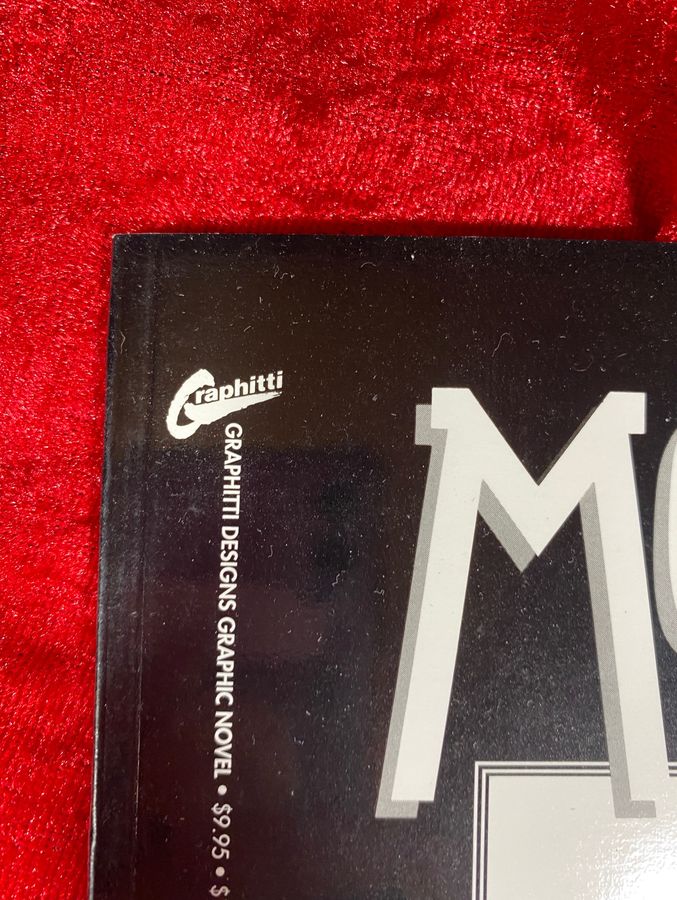 Graphitti
GRAPHITTI DESIGNS GRAPHIC NOVEL • $9.95 • $
M